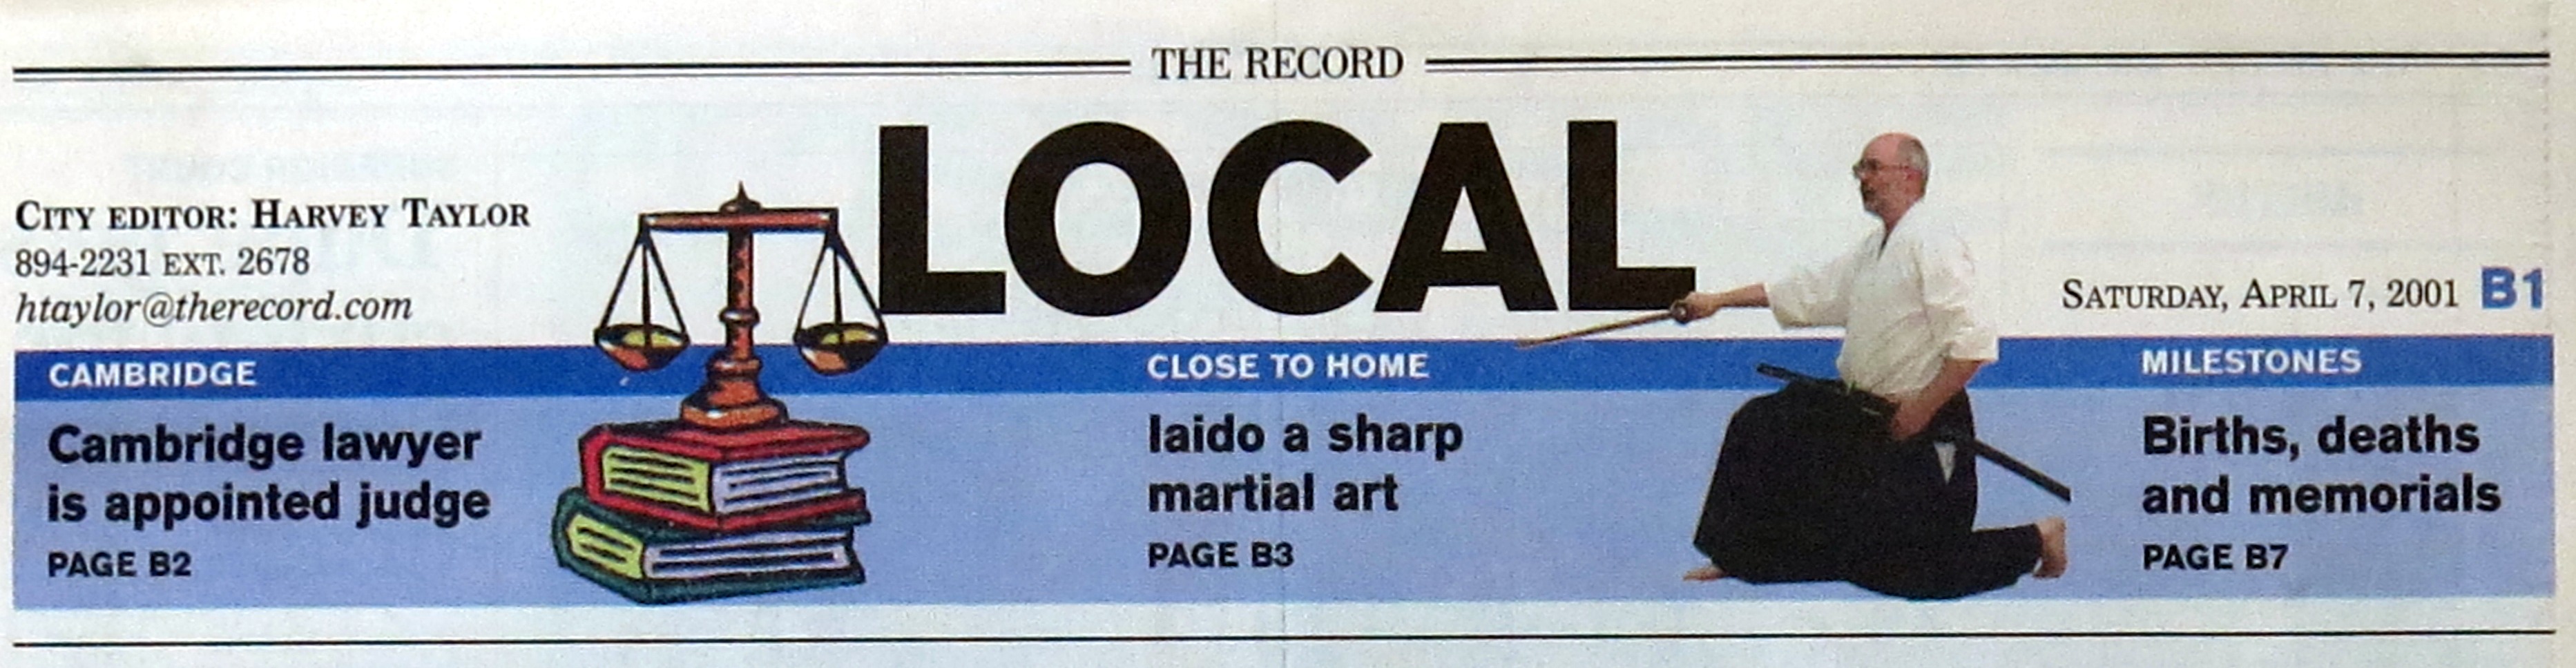 THE RECORD
LOCAL
CITY EDITOR: HARVEY TAYLOR
894-2231 EXT. 2678
htaylor@therecord.com
SATURDAY, APRIL 7, 2001 B1
CAMBRIDGE
Cambridge lawyer
is appointed judge
PAGE B2
CLOSE TO HOME
Iaido a sharp
martial art
PAGE B3
MILESTONES
Births, deaths
and memorials
PAGE B7